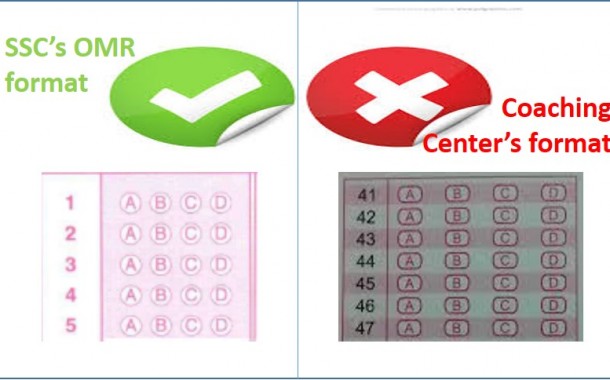 SSC's OMR
format
1 A B C D
2 A B C D
3 A B C D
4 A B C D
5 A B C D
Coaching
Center's format
41 A B C D
42 A B C D
43 A B C D
44 A B C D
45 A B C D
46 A B C D
47 A B C D